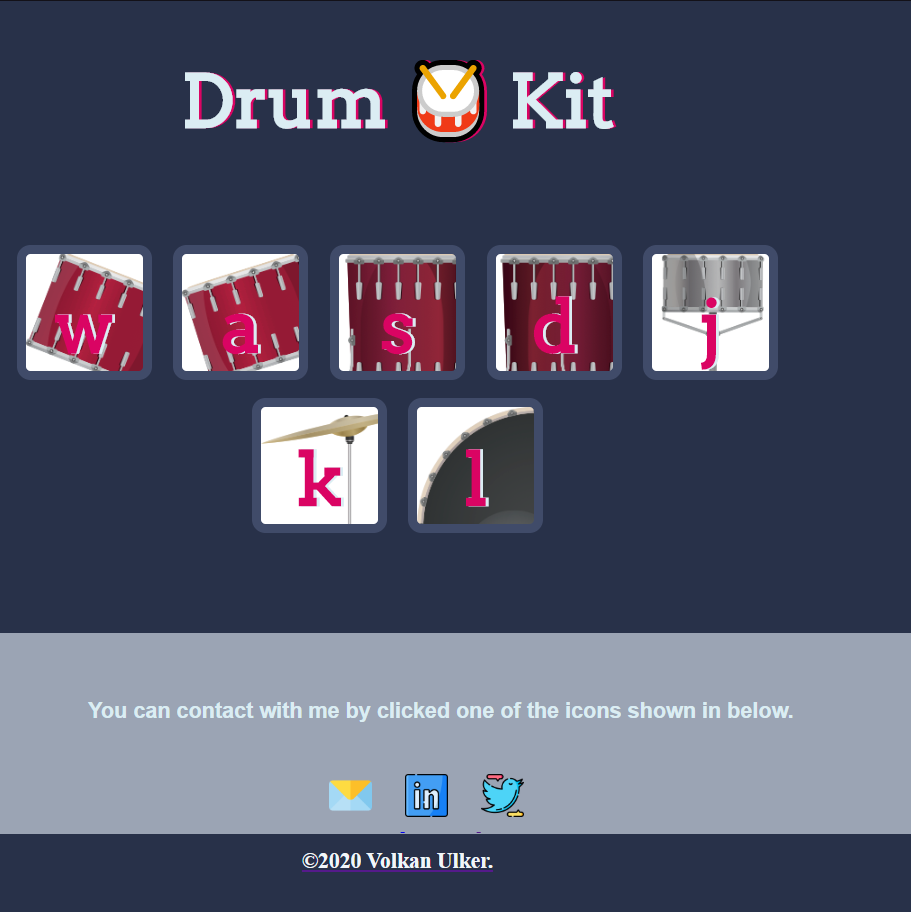 Drum Kit
w a s d j
k l
You can contact with me by clicked one of the icons shown in below.
in
©2020 Volkan Ulker.